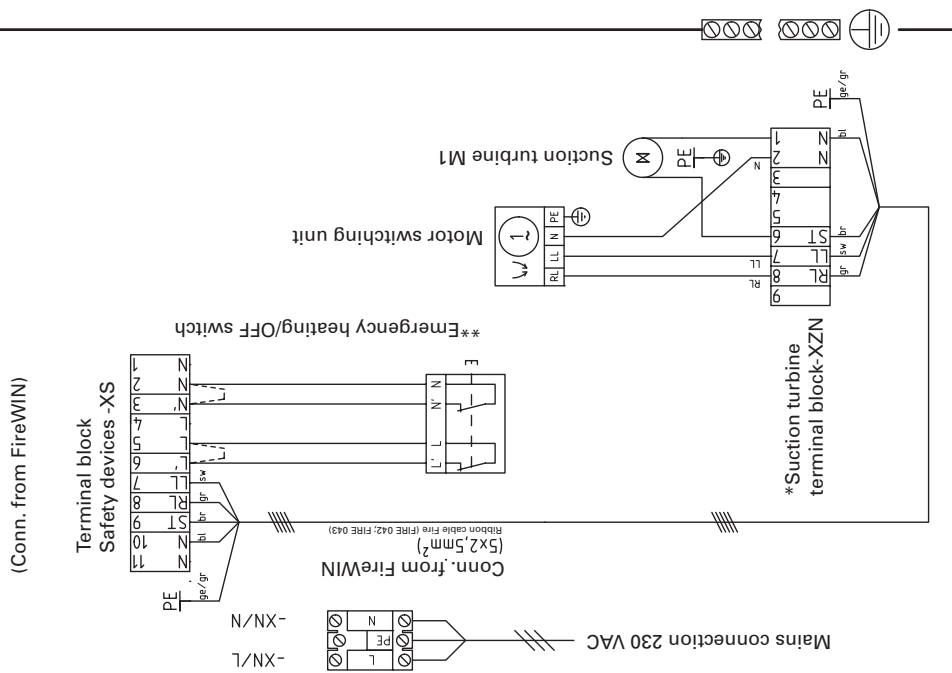 (Conn. from FireWIN)
Terminal block
Safety devices -XS
1 N
2 N
3 N'
4 L
5 L
6 L'
7 LL sw
8 RL gr
9 ST br
10 N bl
11 N
PE ge/gr
**Emergency heating/OFF switch
N
N'
L
L'
E
Conn. from FireWIN
(5x2,5mm²)
Ribbon cable Fire (FIRE 042; FIRE 043)
Mains connection 230 VAC
L
PE
N
-XN/L
-XN/N
Motor switching unit
1~
PE
N
LL
RL
Suction turbine M1
M
PE
N
LL
RL
*Suction turbine
terminal block-XZN
1 N bl
2 N
3
4
5
6 ST br
7 LL sw
8 RL gr
9
PE ge/gr